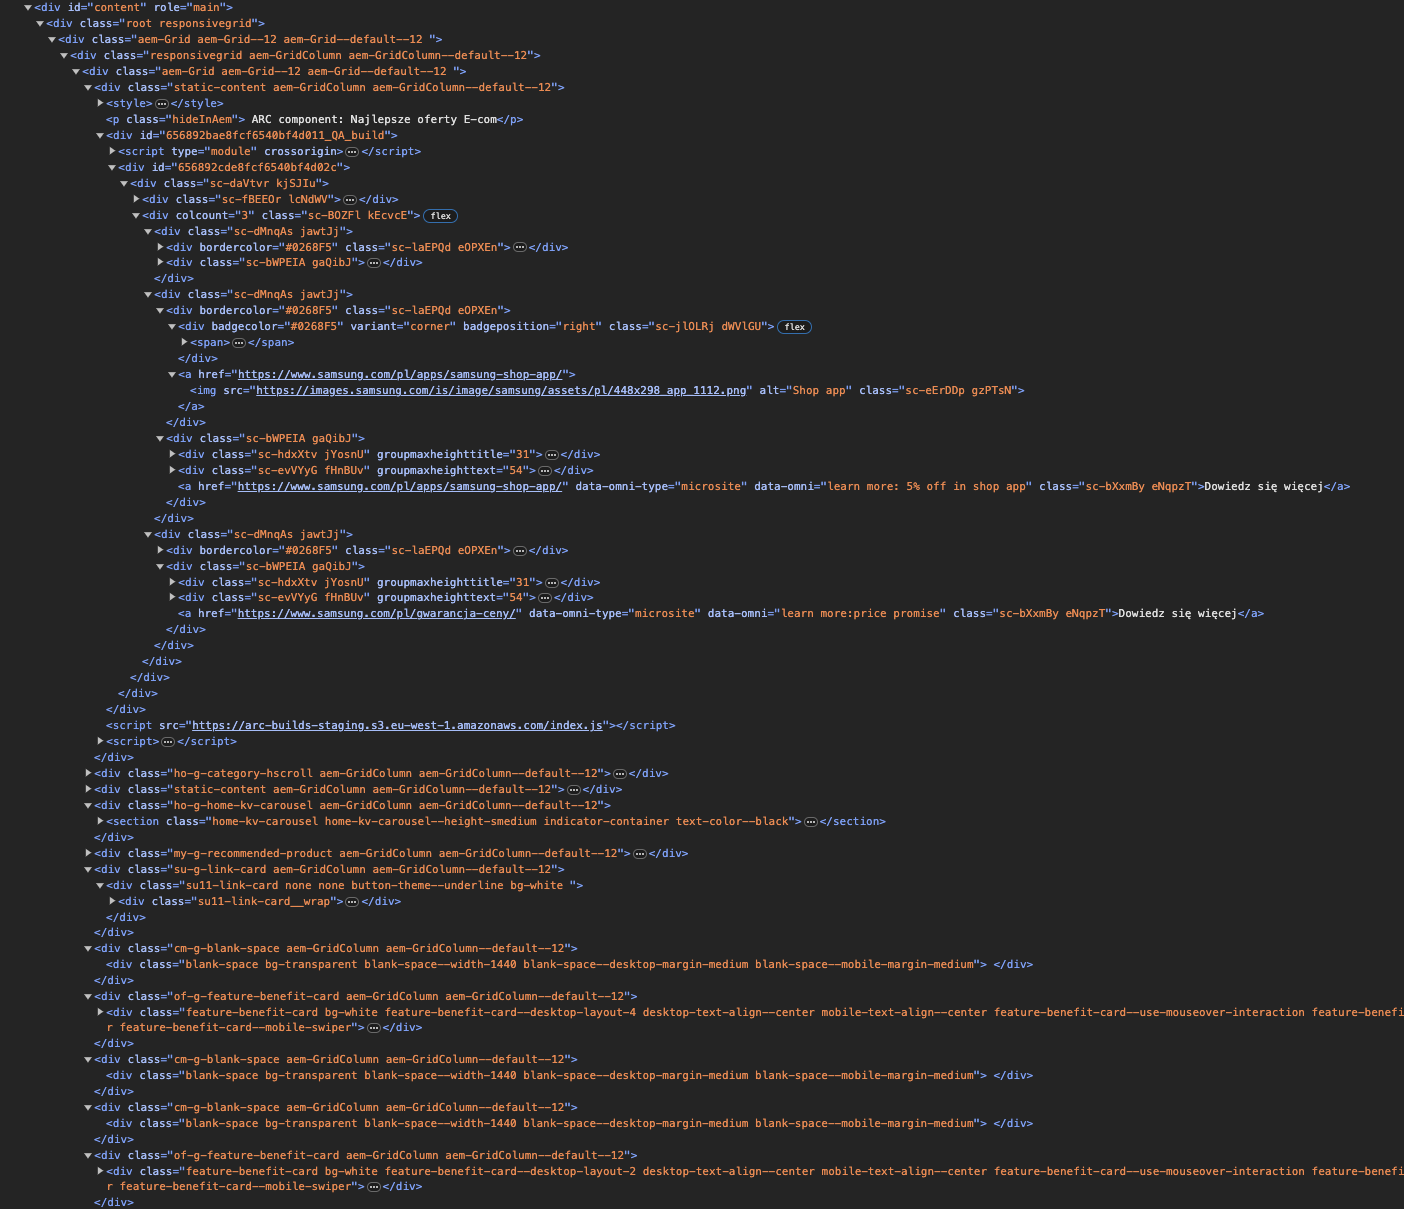 ▼<div id="content" role="main">
▼<div class="root responsivegrid">
▼<div class="aem-Grid aem-Grid--12 aem-Grid--default--12 ">
▼<div class="responsivegrid aem-GridColumn aem-GridColumn--default--12">
▼<div class="aem-Grid aem-Grid--12 aem-Grid--default--12 ">
▼<div class="static-content aem-GridColumn aem-GridColumn--default--12">
▶<style>…</style>
<p class="hideInAem"> ARC component: Najlepsze oferty E-com</p>
▼<div id="656892bae8fcf6540bf4d011_QA_build">
▶<script type="module" crossorigin>…</script>
▼<div id="656892cde8fcf6540bf4d02c">
▼<div class="sc-daVtvr kjSJIu">
▶<div class="sc-fBEEOr lcNdWV">…</div>
▼<div colcount="3" class="sc-BOZFl kEcvcE"> flex
▼<div class="sc-dMnqAs jawtJj">
▶<div bordercolor="#0268F5" class="sc-laEPQd eOPXEn">…</div>
▶<div class="sc-bWPEIA gaQibJ">…</div>
</div>
▼<div class="sc-dMnqAs jawtJj">
▼<div bordercolor="#0268F5" class="sc-laEPQd eOPXEn">
▼<div badgecolor="#0268F5" variant="corner" badgeposition="right" class="sc-jlOLRj dWVlGU"> flex
▶<span>…</span>
</div>
▼<a href="https://www.samsung.com/pl/apps/samsung-shop-app/">
<img src="https://images.samsung.com/is/image/samsung/assets/pl/448x298_app_1112.png" alt="Shop app" class="sc-eErDDp gzPTsN">
</a>
</div>
▼<div class="sc-bWPEIA gaQibJ">
▶<div class="sc-hdxXtv jYosnU" groupmaxheighttitle="31">…</div>
▶<div class="sc-evVYyG fHnBUv" groupmaxheighttext="54">…</div>
<a href="https://www.samsung.com/pl/apps/samsung-shop-app/" data-omni-type="microsite" data-omni="learn more: 5% off in shop app" class="sc-bXxmBy eNqpzT">Dowiedz się więcej</a>
</div>
</div>
▼<div class="sc-dMnqAs jawtJj">
▶<div bordercolor="#0268F5" class="sc-laEPQd eOPXEn">…</div>
▼<div class="sc-bWPEIA gaQibJ">
▶<div class="sc-hdxXtv jYosnU" groupmaxheighttitle="31">…</div>
▶<div class="sc-evVYyG fHnBUv" groupmaxheighttext="54">…</div>
<a href="https://www.samsung.com/pl/gwarancja-ceny/" data-omni-type="microsite" data-omni="learn more:price promise" class="sc-bXxmBy eNqpzT">Dowiedz się więcej</a>
</div>
</div>
</div>
</div>
</div>
</div>
<script src="https://arc-builds-staging.s3.eu-west-1.amazonaws.com/index.js"></script>
▶<script>…</script>
</div>
▶<div class="ho-g-category-hscroll aem-GridColumn aem-GridColumn--default--12">…</div>
▶<div class="static-content aem-GridColumn aem-GridColumn--default--12">…</div>
▼<div class="ho-g-home-kv-carousel aem-GridColumn aem-GridColumn--default--12">
▶<section class="home-kv-carousel home-kv-carousel--height-smedium indicator-container text-color--black">…</section>
</div>
▶<div class="my-g-recommended-product aem-GridColumn aem-GridColumn--default--12">…</div>
▼<div class="su-g-link-card aem-GridColumn aem-GridColumn--default--12">
▼<div class="su11-link-card none none button-theme--underline bg-white ">
▶<div class="su11-link-card__wrap">…</div>
</div>
</div>
▼<div class="cm-g-blank-space aem-GridColumn aem-GridColumn--default--12">
<div class="blank-space bg-transparent blank-space--width-1440 blank-space--desktop-margin-medium blank-space--mobile-margin-medium"> </div>
</div>
▼<div class="of-g-feature-benefit-card aem-GridColumn aem-GridColumn--default--12">
▶<div class="feature-benefit-card bg-white feature-benefit-card--desktop-layout-4 desktop-text-align--center mobile-text-align--center feature-benefit-card--use-mouseover-interaction feature-benefi
r feature-benefit-card--mobile-swiper">…</div>
</div>
▼<div class="cm-g-blank-space aem-GridColumn aem-GridColumn--default--12">
<div class="blank-space bg-transparent blank-space--width-1440 blank-space--desktop-margin-medium blank-space--mobile-margin-medium"> </div>
</div>
▼<div class="cm-g-blank-space aem-GridColumn aem-GridColumn--default--12">
<div class="blank-space bg-transparent blank-space--width-1440 blank-space--desktop-margin-medium blank-space--mobile-margin-medium"> </div>
</div>
▼<div class="of-g-feature-benefit-card aem-GridColumn aem-GridColumn--default--12">
▶<div class="feature-benefit-card bg-white feature-benefit-card--desktop-layout-2 desktop-text-align--center mobile-text-align--center feature-benefit-card--use-mouseover-interaction feature-benefi
r feature-benefit-card--mobile-swiper">…</div>
</div>